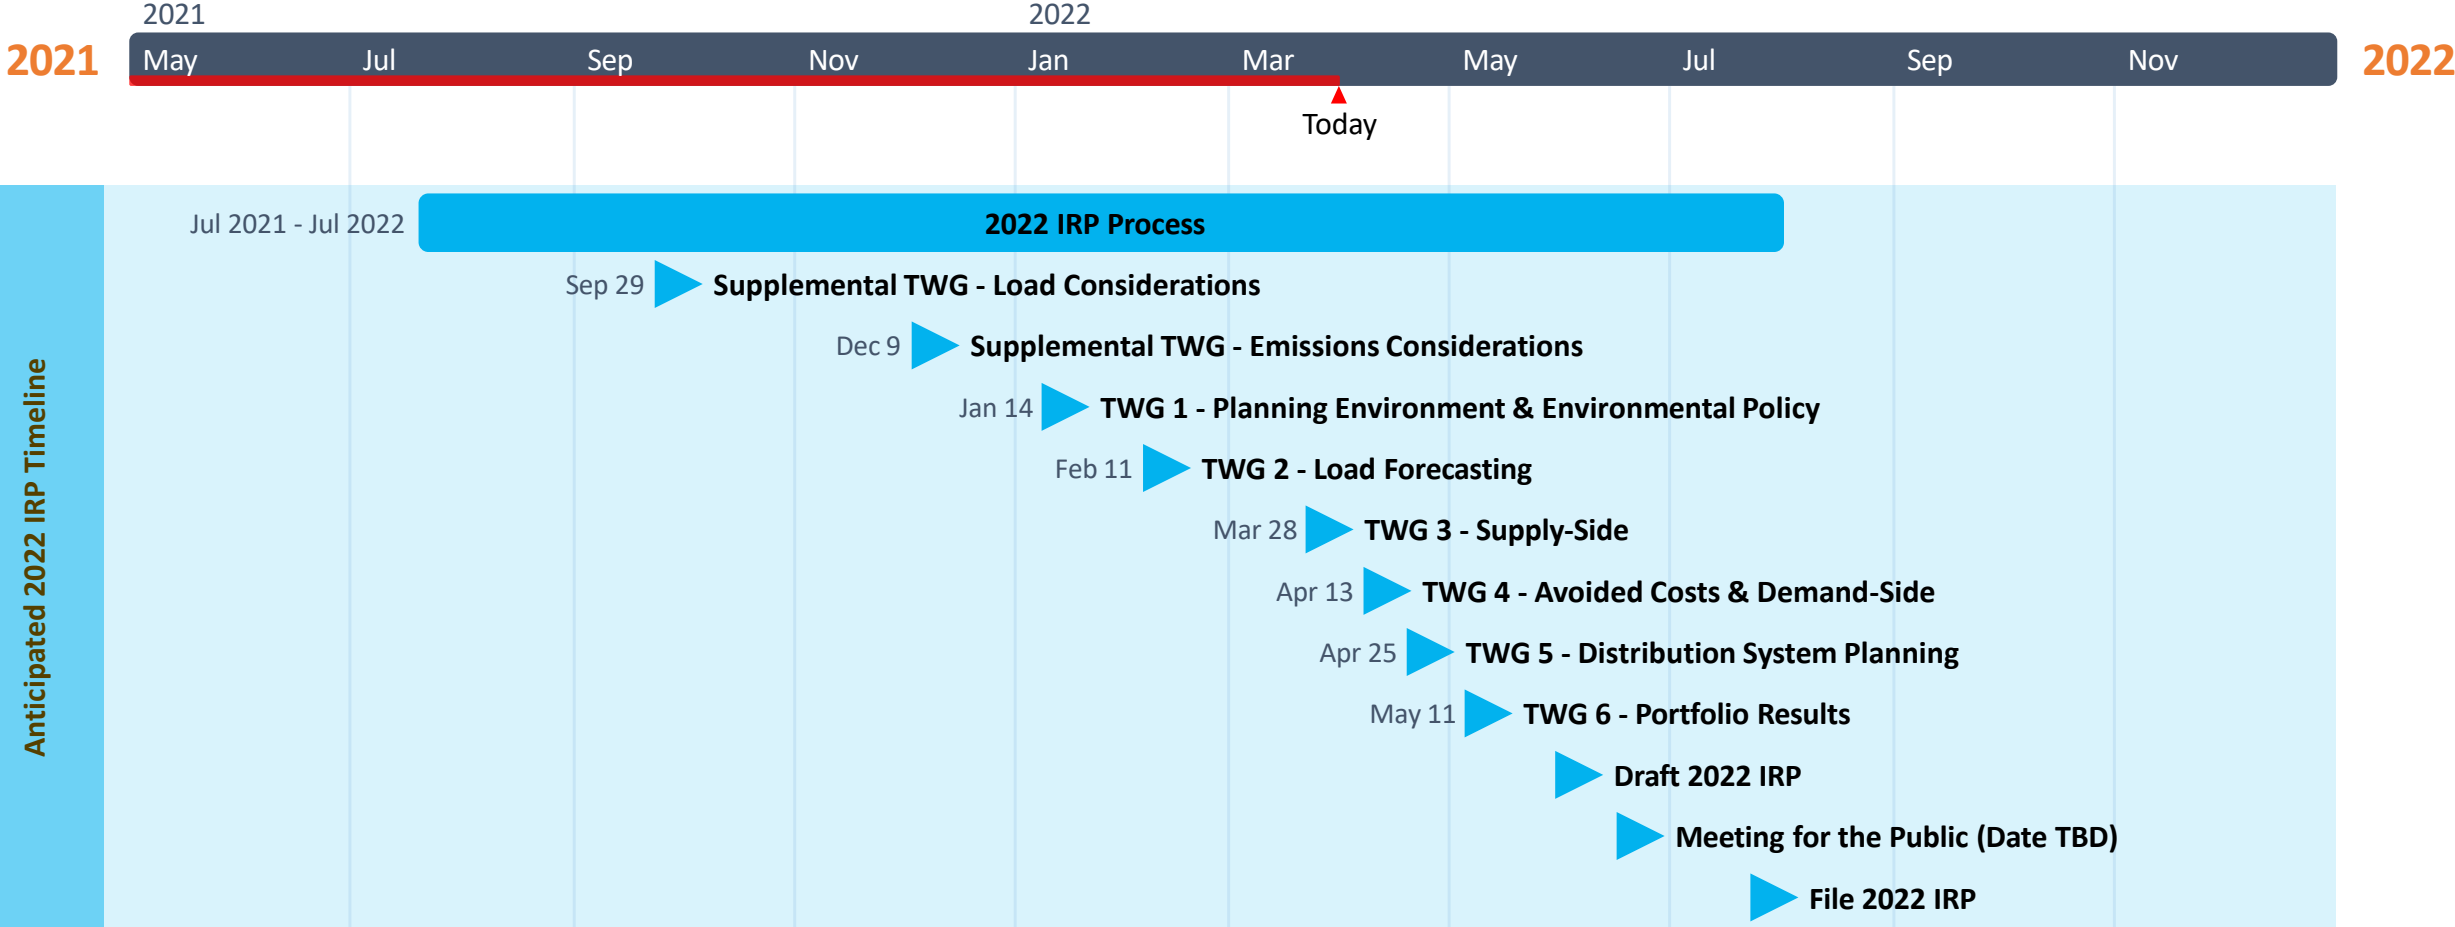 2021 2022
2021 May Jul Sep Nov Jan Mar May Jul Sep Nov 2022
Today
Anticipated 2022 IRP Timeline
Jul 2021 - Jul 2022 2022 IRP Process
Sep 29 Supplemental TWG - Load Considerations
Dec 9 Supplemental TWG - Emissions Considerations
Jan 14 TWG 1 - Planning Environment & Environmental Policy
Feb 11 TWG 2 - Load Forecasting
Mar 28 TWG 3 - Supply-Side
Apr 13 TWG 4 - Avoided Costs & Demand-Side
Apr 25 TWG 5 - Distribution System Planning
May 11 TWG 6 - Portfolio Results
Draft 2022 IRP
Meeting for the Public (Date TBD)
File 2022 IRP